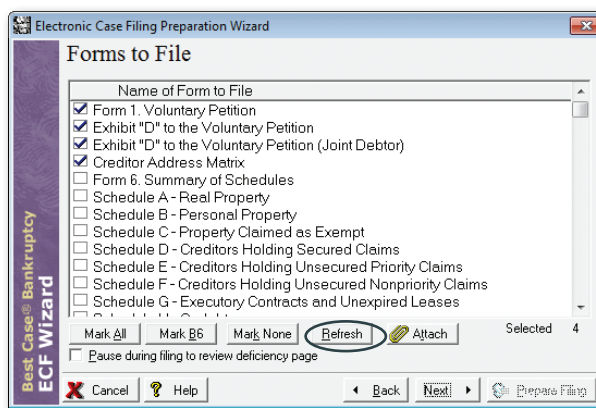 Electronic Case Filing Preparation Wizard
Forms to File
Name of Form to File
Form 1. Voluntary Petition
Exhibit "D" to the Voluntary Petition
Exhibit "D" to the Voluntary Petition (Joint Debtor)
Creditor Address Matrix
Form 6. Summary of Schedules
Schedule A - Real Property
Schedule B - Personal Property
Schedule C - Property Claimed as Exempt
Schedule D - Creditors Holding Secured Claims
Schedule E - Creditors Holding Unsecured Priority Claims
Schedule F - Creditors Holding Unsecured Nonpriority Claims
Schedule G - Executory Contracts and Unexpired Leases
Mark All Mark B6 Mark None Refresh Attach Selected 4
Pause during filing to review deficiency page
Cancel Help Back Next Prepare Filing
Best Case® Bankruptcy
ECF Wizard